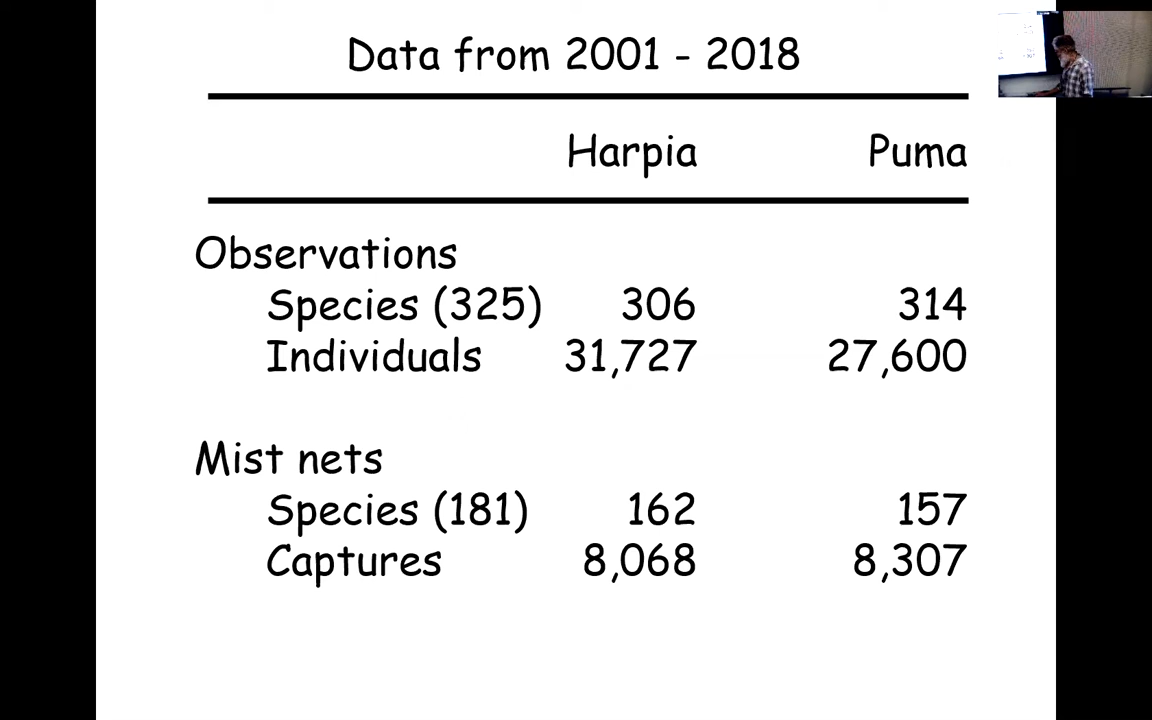 Data from 2001 - 2018
Harpia Puma
Observations
Species (325) 306 314
Individuals 31,727 27,600
Mist nets
Species (181) 162 157
Captures 8,068 8,307